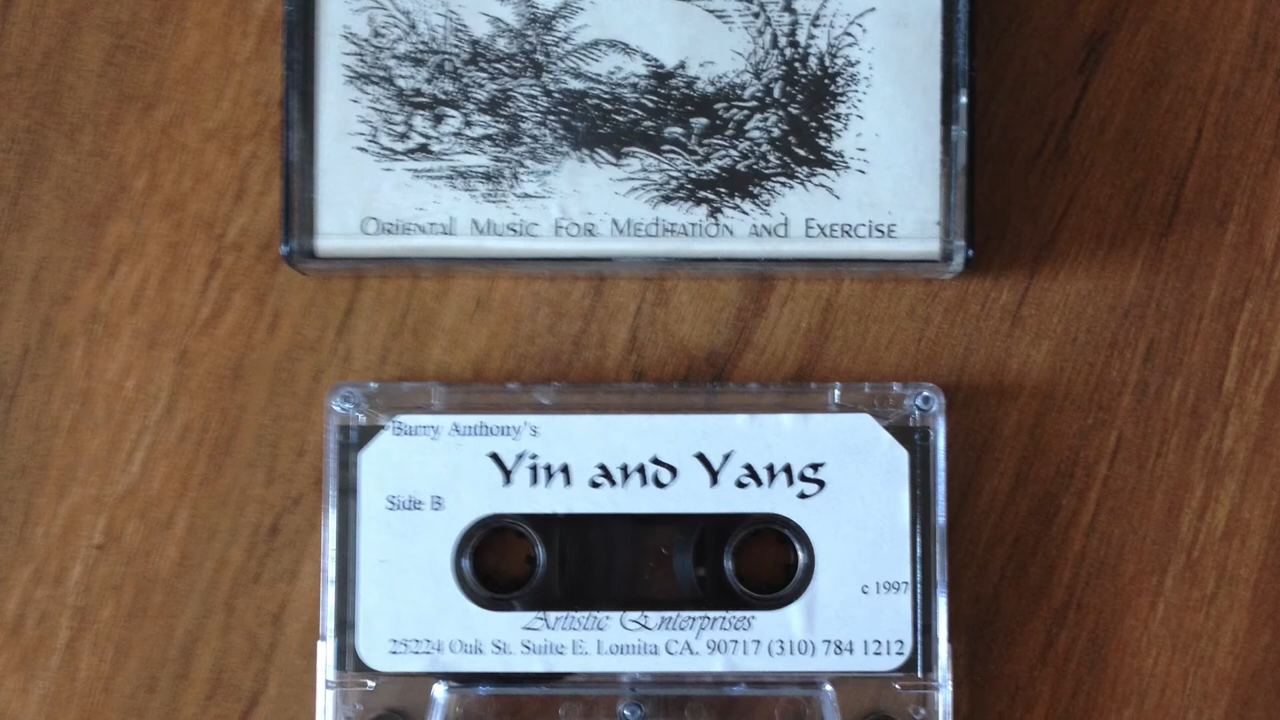 Oriental Music For Meditation and Exercise
Barry Anthony's
Yin and Yang
Side B
c 1997
Artistic Enterprises
25224 Oak St. Suite E. Lomita CA. 90717 (310) 784 1212